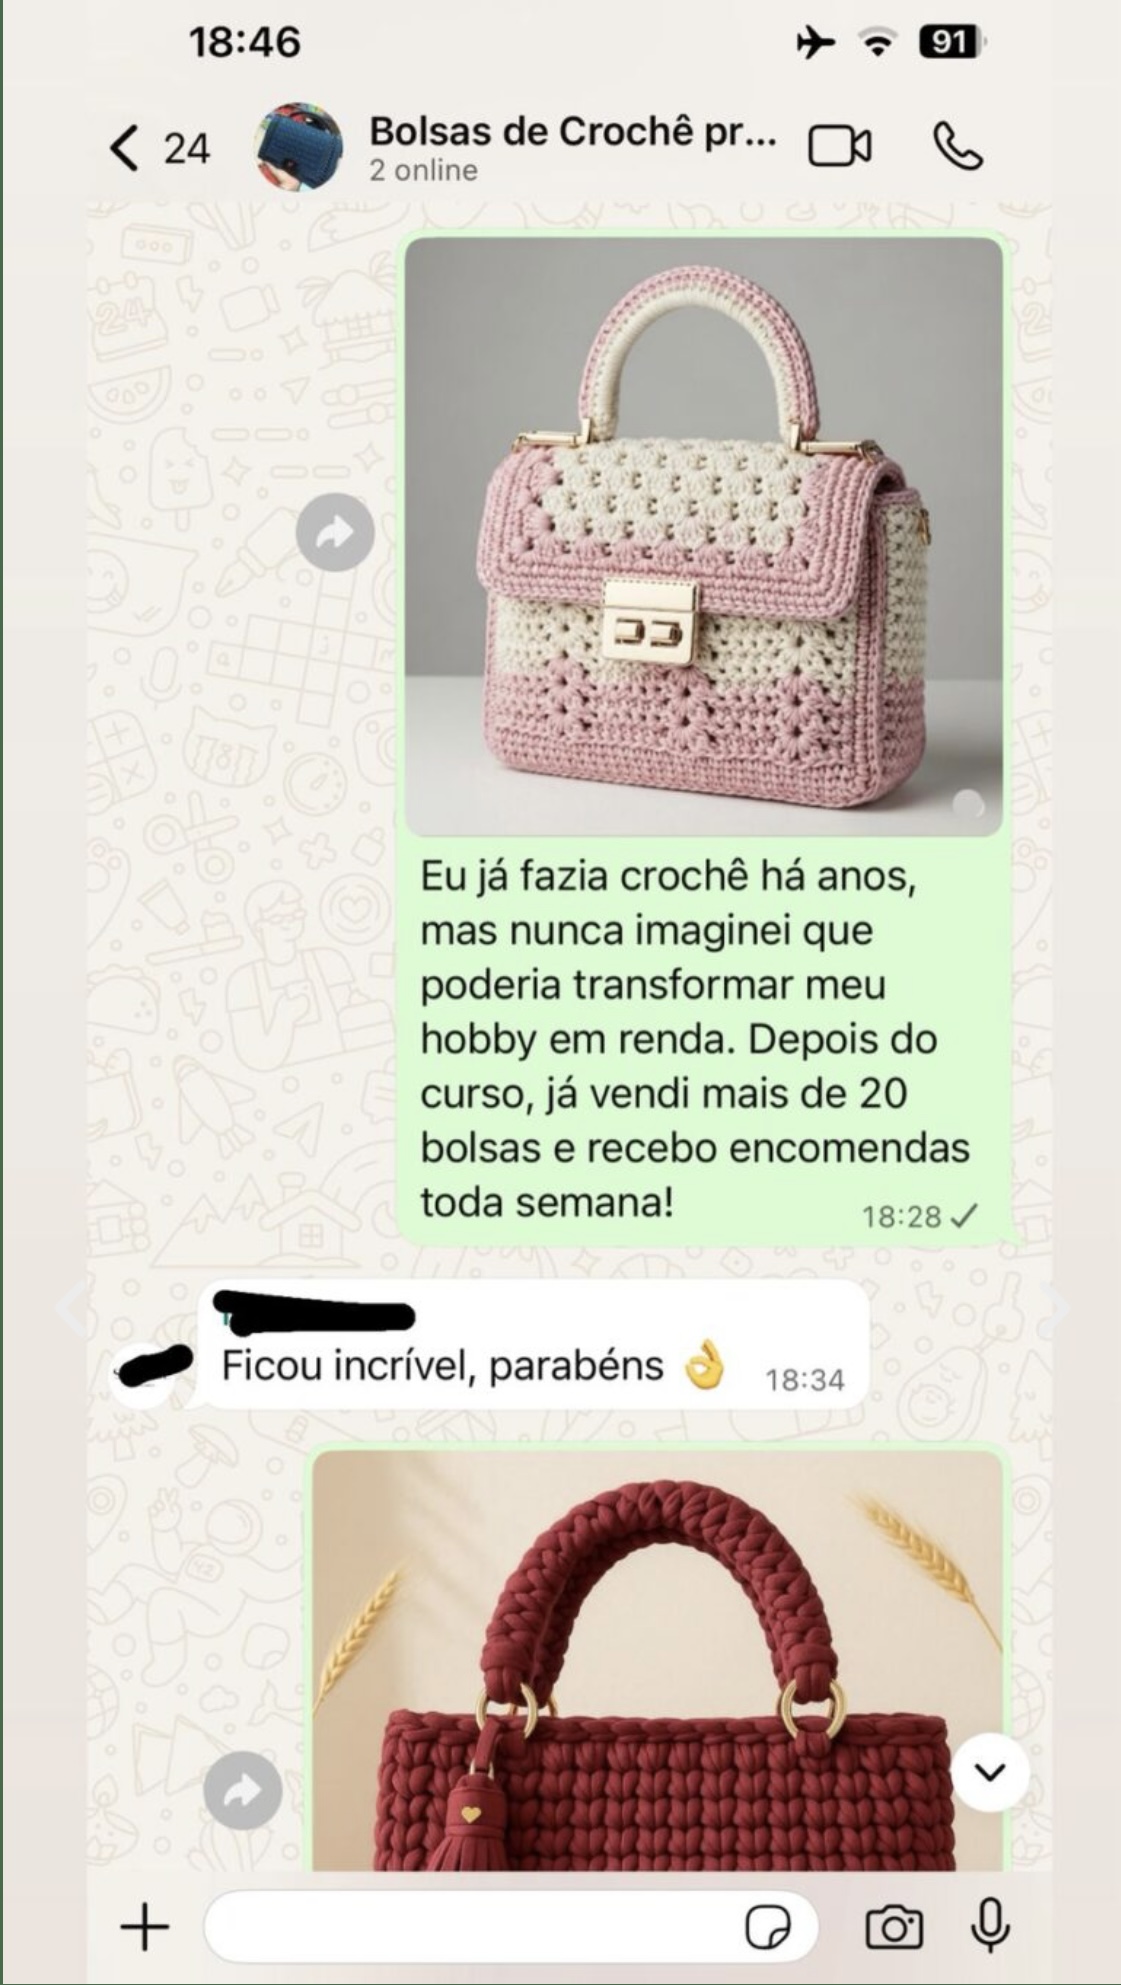 18:46
91
24
Bolsas de Crochê pr...
2 online
Eu já fazia crochê há anos,
mas nunca imaginei que
poderia transformar meu
hobby em renda. Depois do
curso, já vendi mais de 20
bolsas e recebo encomendas
toda semana!
18:28
Ficou incrível, parabéns 👌
18:34